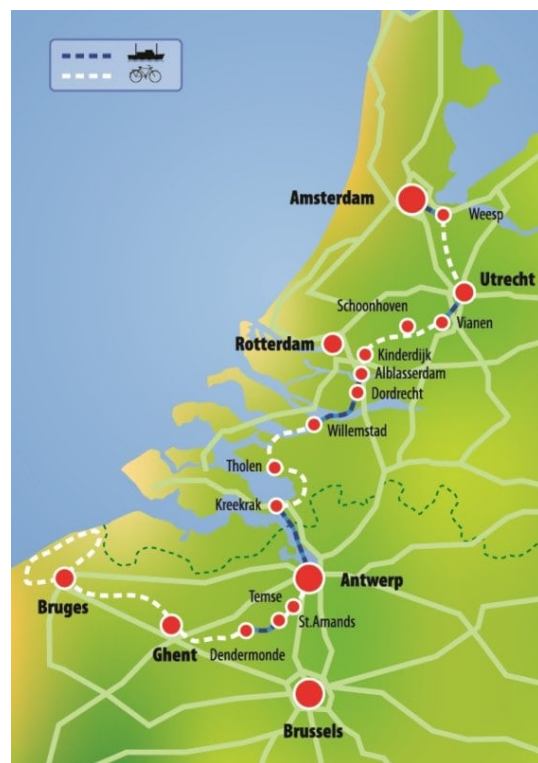 Amsterdam
Weesp
Utrecht
Schoonhoven
Vianen
Rotterdam
Kinderdijk
Alblasserdam
Dordrecht
Willemstad
Tholen
Kreekrak
Antwerp
Temse
Bruges
St.Amands
Ghent
Dendermonde
Brussels